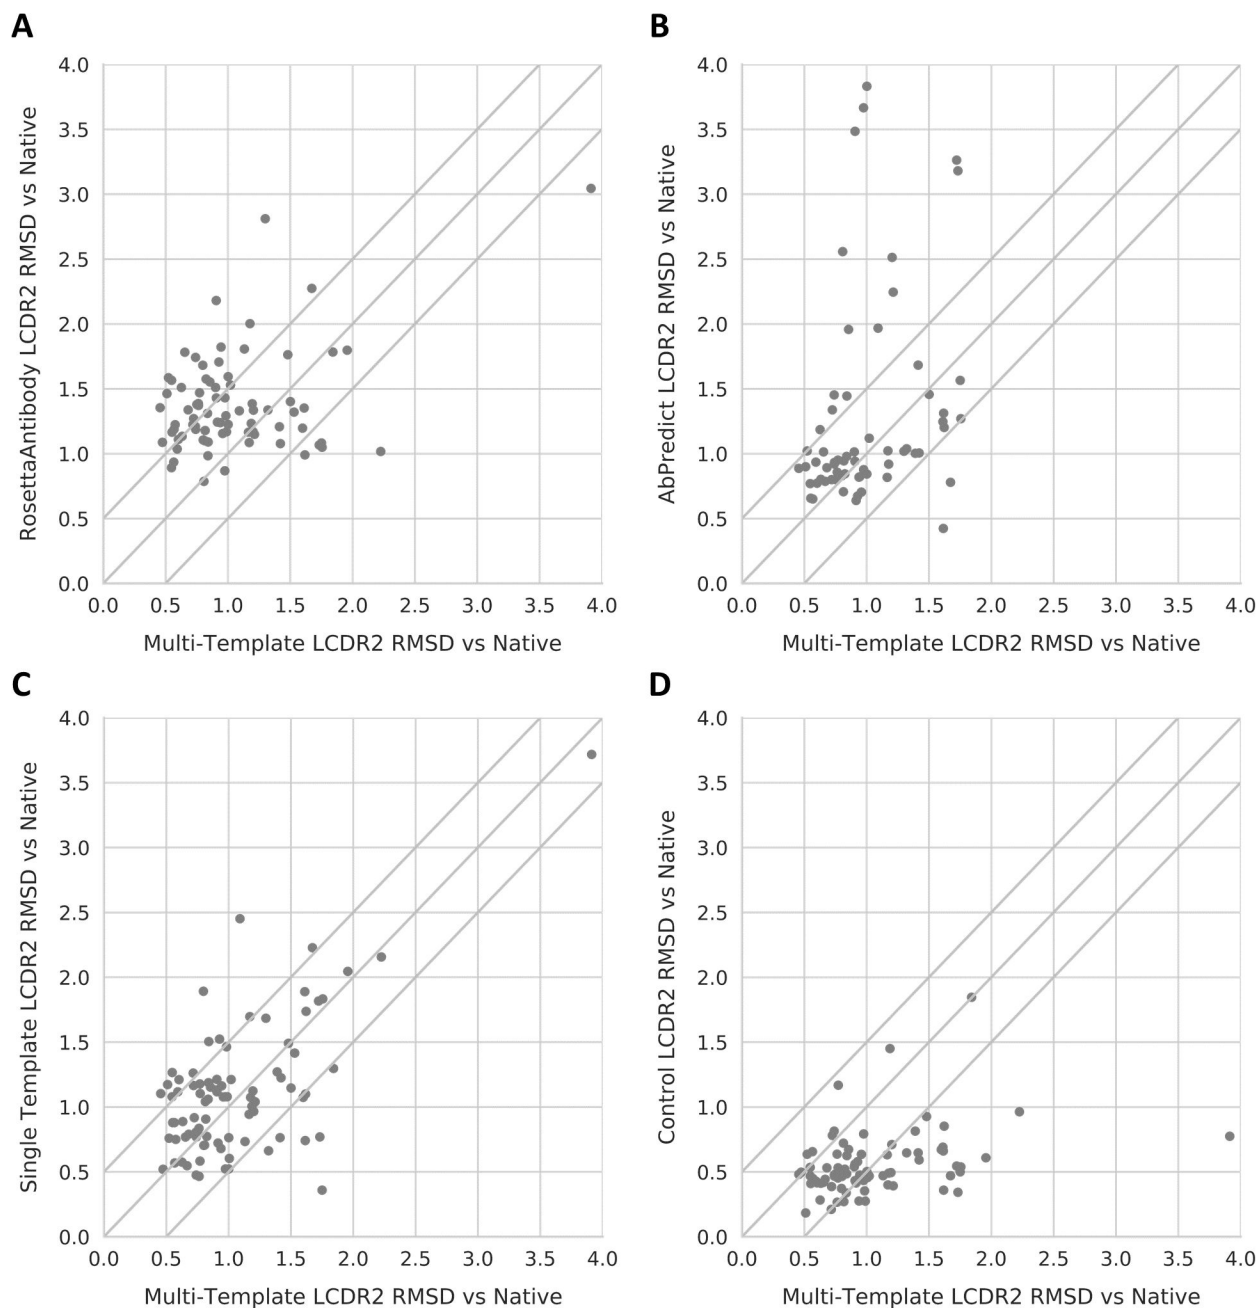 A
B
RosettaAntibody LCDR2 RMSD vs Native
4.0
3.5
3.0
2.5
2.0
1.5
1.0
0.5
0.0
0.0 0.5 1.0 1.5 2.0 2.5 3.0 3.5 4.0
Multi-Template LCDR2 RMSD vs Native
AbPredict LCDR2 RMSD vs Native
4.0
3.5
3.0
2.5
2.0
1.5
1.0
0.5
0.0
0.0 0.5 1.0 1.5 2.0 2.5 3.0 3.5 4.0
Multi-Template LCDR2 RMSD vs Native
C
D
Single Template LCDR2 RMSD vs Native
4.0
3.5
3.0
2.5
2.0
1.5
1.0
0.5
0.0
0.0 0.5 1.0 1.5 2.0 2.5 3.0 3.5 4.0
Multi-Template LCDR2 RMSD vs Native
Control LCDR2 RMSD vs Native
4.0
3.5
3.0
2.5
2.0
1.5
1.0
0.5
0.0
0.0 0.5 1.0 1.5 2.0 2.5 3.0 3.5 4.0
Multi-Template LCDR2 RMSD vs Native